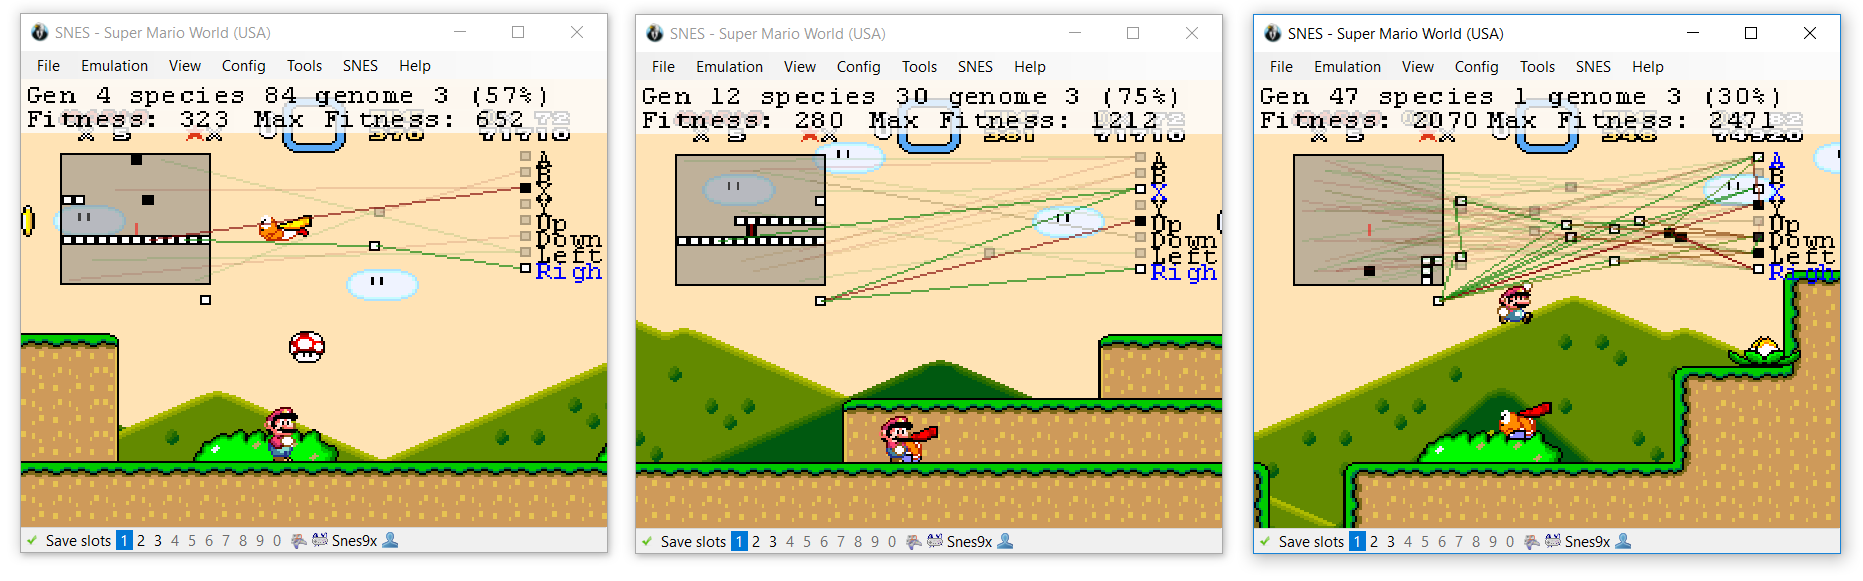 SNES - Super Mario World (USA)
File Emulation View Config Tools SNES Help
Gen 4 species 84 genome 3 (57%)
Fitness: 323 Max Fitness: 652
A
B
X
Y
Up
Down
Left
Righ
Save slots 1 2 3 4 5 6 7 8 9 0 Snes9x
SNES - Super Mario World (USA)
File Emulation View Config Tools SNES Help
Gen 12 species 30 genome 3 (75%)
Fitness: 280 Max Fitness: 1212
A
B
X
Y
Up
Down
Left
Righ
Save slots 1 2 3 4 5 6 7 8 9 0 Snes9x
SNES - Super Mario World (USA)
File Emulation View Config Tools SNES Help
Gen 47 species 1 genome 3 (30%)
Fitness: 2070 Max Fitness: 2471
A
B
X
Y
Up
Down
Left
Righ
Save slots 1 2 3 4 5 6 7 8 9 0 Snes9x